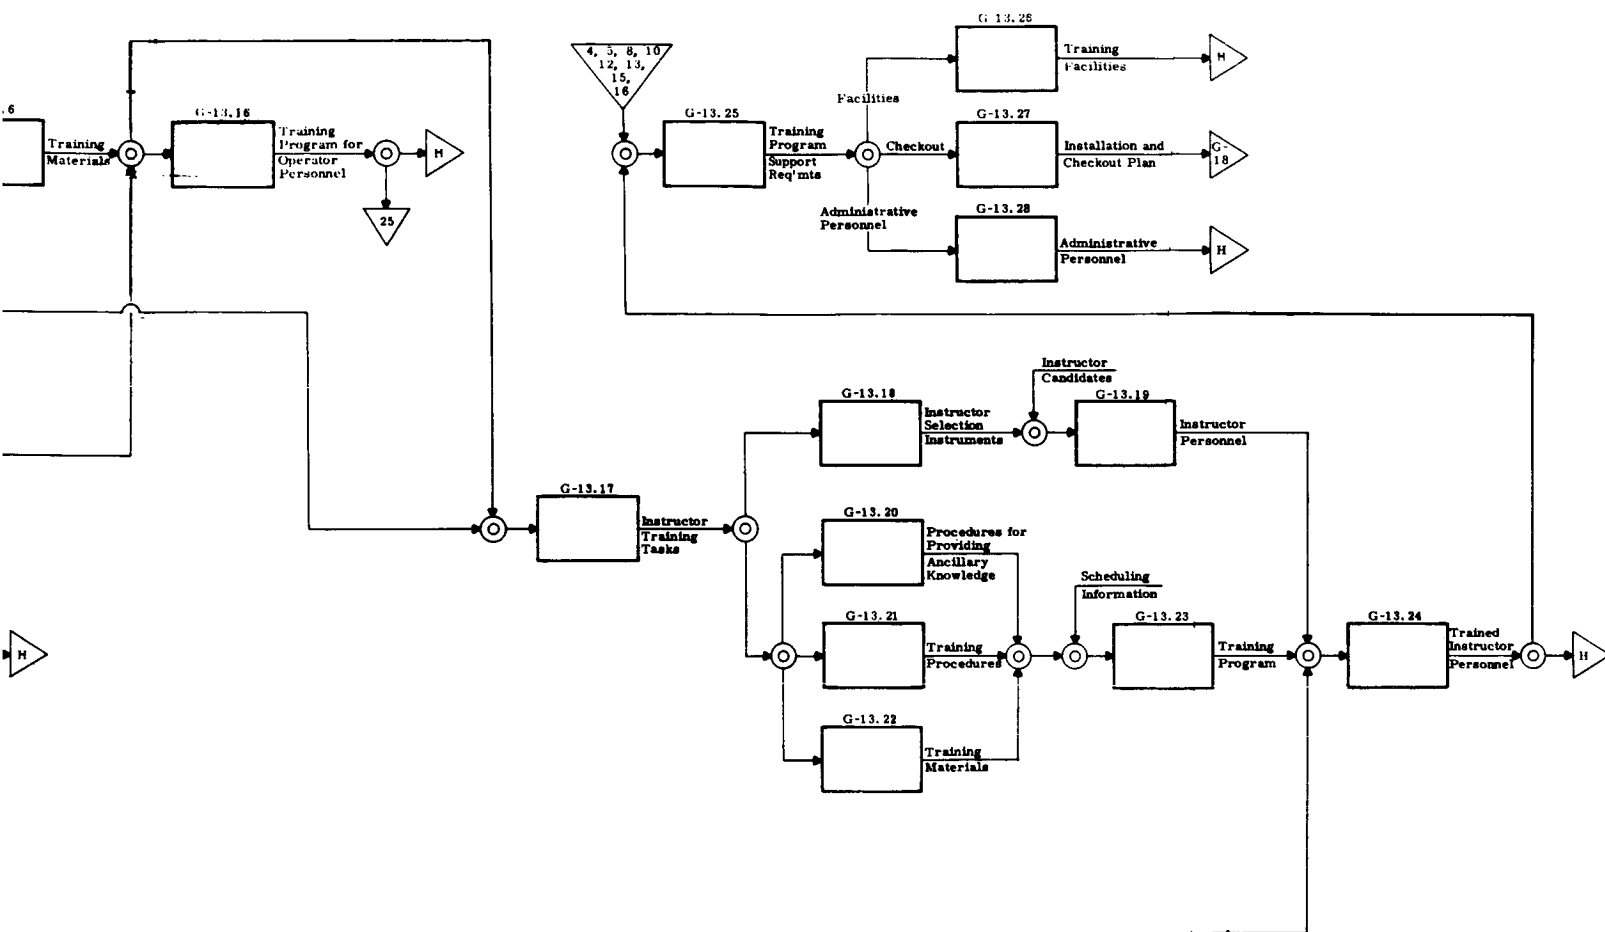 G-13.26
Training
Facilities
H
4, 5, 8, 10
12, 13,
15,
16
Facilities
.6
Training
Materials
G-13.16
Training
Program for
Operator
Personnel
H
25
G-13.25
Training
Program
Support
Req'mts
Checkout
G-13.27
Installation and
Checkout Plan
G-
18
Administrative
Personnel
G-13.28
Administrative
Personnel
H
Instructor
Candidates
G-13.18
Instructor
Selection
Instruments
G-13.19
Instructor
Personnel
G-13.17
Instructor
Training
Tasks
G-13.20
Procedures for
Providing
Ancillary
Knowledge
Scheduling
Information
G-13.21
Training
Procedures
G-13.23
Training
Program
G-13.24
Trained
Instructor
Personnel
H
H
G-13.22
Training
Materials